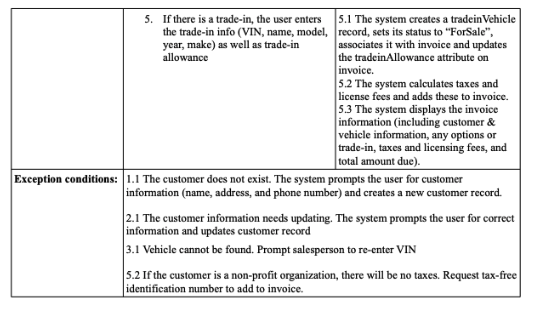 5. If there is a trade-in, the user enters
the trade-in info (VIN, name, model,
year, make) as well as trade-in
allowance
5.1 The system creates a tradeinVehicle
record, sets its status to “ForSale”,
associates it with invoice and updates
the tradeinAllowance attribute on
invoice.
5.2 The system calculates taxes and
license fees and adds these to invoice.
5.3 The system displays the invoice
information (including customer &
vehicle information, any options or
trade-in, taxes and licensing fees, and
total amount due).
Exception conditions:
1.1 The customer does not exist. The system prompts the user for customer
information (name, address, and phone number) and creates a new customer record.
2.1 The customer information needs updating. The system prompts the user for correct
information and updates customer record
3.1 Vehicle cannot be found. Prompt salesperson to re-enter VIN
5.2 If the customer is a non-profit organization, there will be no taxes. Request tax-free
identification number to add to invoice.